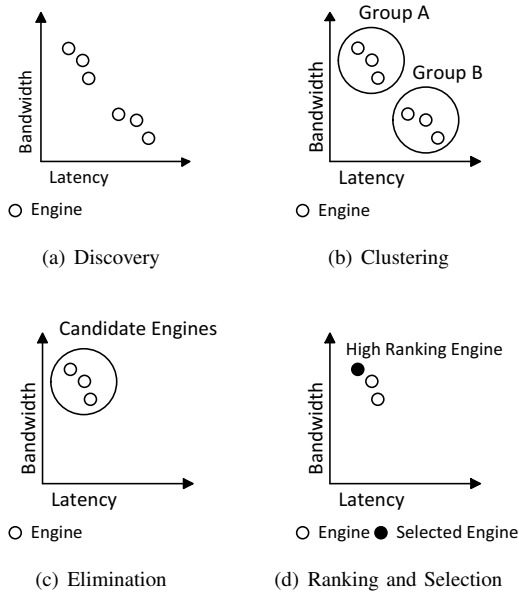 Bandwidth
Latency
Engine
(a) Discovery
Group A
Group B
Bandwidth
Latency
Engine
(b) Clustering
Candidate Engines
Bandwidth
Latency
Engine
(c) Elimination
High Ranking Engine
Bandwidth
Latency
Engine Selected Engine
(d) Ranking and Selection